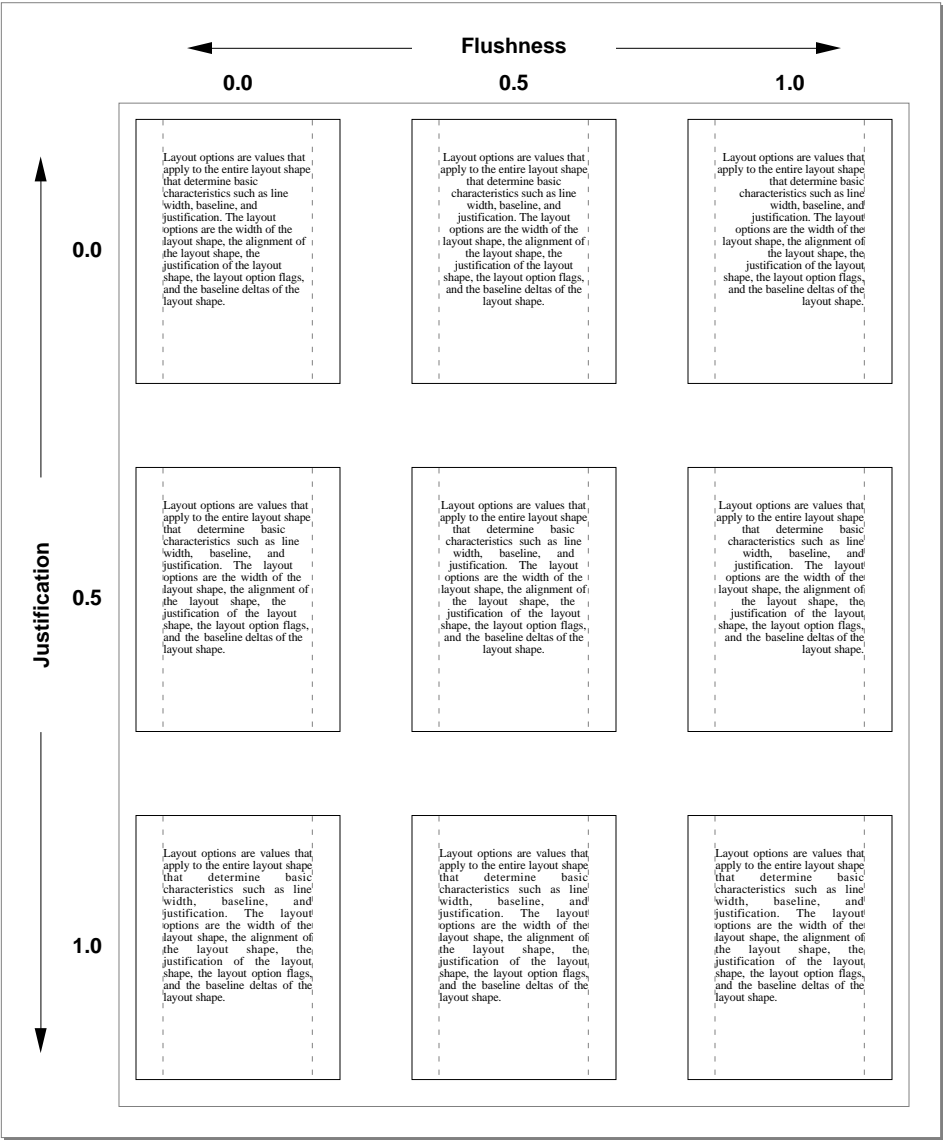 Flushness
0.0 0.5 1.0
Justification
0.0
Layout options are values that
apply to the entire layout shape
that determine basic
characteristics such as line
width, baseline, and
justification. The layout
options are the width of the
layout shape, the alignment of
the layout shape, the
justification of the layout
shape, the layout option flags,
and the baseline deltas of the
layout shape.
Layout options are values that
apply to the entire layout shape
that determine basic
characteristics such as line
width, baseline, and
justification. The layout
options are the width of the
layout shape, the alignment of
the layout shape, the
justification of the layout
shape, the layout option flags,
and the baseline deltas of the
layout shape.
Layout options are values that
apply to the entire layout shape
that determine basic
characteristics such as line
width, baseline, and
justification. The layout
options are the width of the
layout shape, the alignment of
the layout shape, the
justification of the layout
shape, the layout option flags,
and the baseline deltas of the
layout shape.
0.5
Layout options are values that
apply to the entire layout shape
that determine basic
characteristics such as line
width, baseline, and
justification. The layout
options are the width of the
layout shape, the alignment of
the layout shape, the
justification of the layout
shape, the layout option flags,
and the baseline deltas of the
layout shape.
Layout options are values that
apply to the entire layout shape
that determine basic
characteristics such as line
width, baseline, and
justification. The layout
options are the width of the
layout shape, the alignment of
the layout shape, the
justification of the layout
shape, the layout option flags,
and the baseline deltas of the
layout shape.
Layout options are values that
apply to the entire layout shape
that determine basic
characteristics such as line
width, baseline, and
justification. The layout
options are the width of the
layout shape, the alignment of
the layout shape, the
justification of the layout
shape, the layout option flags,
and the baseline deltas of the
layout shape.
1.0
Layout options are values that
apply to the entire layout shape
that determine basic
characteristics such as line
width, baseline, and
justification. The layout
options are the width of the
layout shape, the alignment of
the layout shape, the
justification of the layout
shape, the layout option flags,
and the baseline deltas of the
layout shape.
Layout options are values that
apply to the entire layout shape
that determine basic
characteristics such as line
width, baseline, and
justification. The layout
options are the width of the
layout shape, the alignment of
the layout shape, the
justification of the layout
shape, the layout option flags,
and the baseline deltas of the
layout shape.
Layout options are values that
apply to the entire layout shape
that determine basic
characteristics such as line
width, baseline, and
justification. The layout
options are the width of the
layout shape, the alignment of
the layout shape, the
justification of the layout
shape, the layout option flags,
and the baseline deltas of the
layout shape.